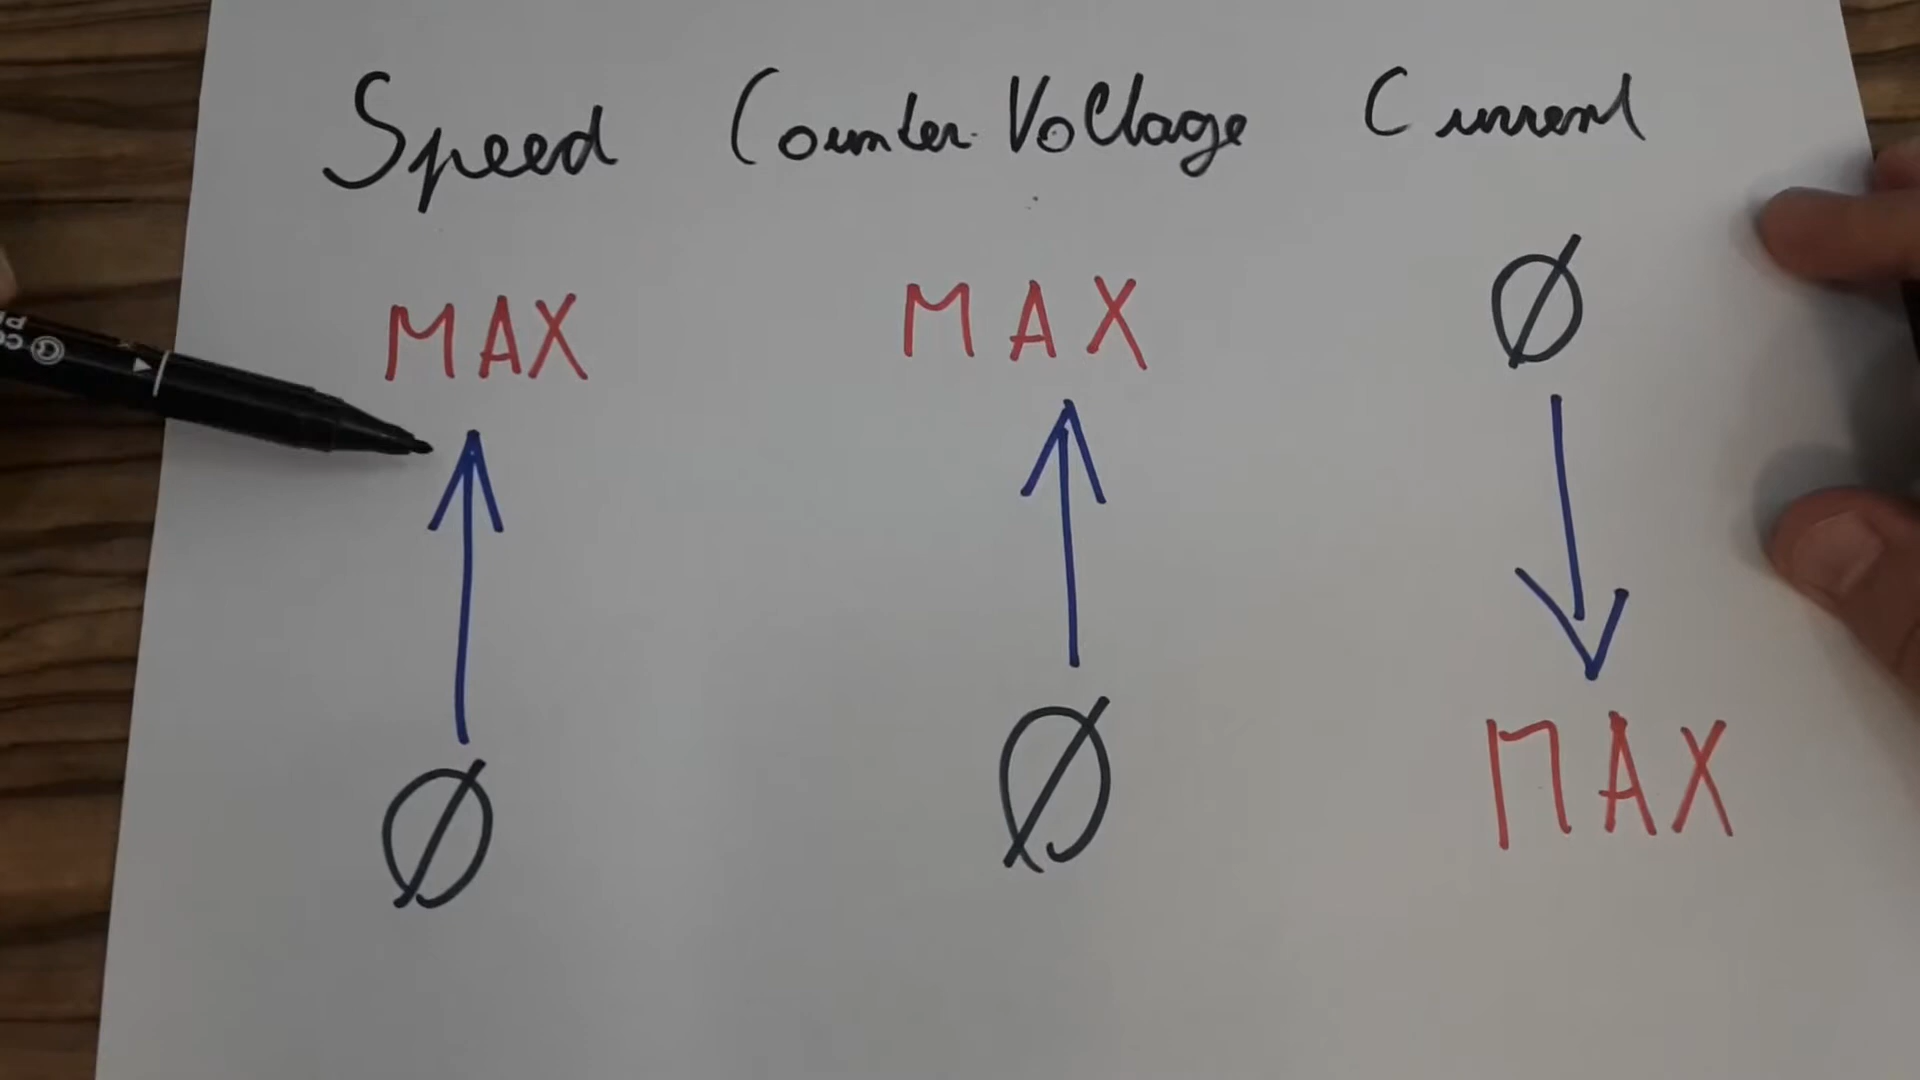 Speed Counter-Voltage Current
MAX MAX Ø
Ø Ø MAX